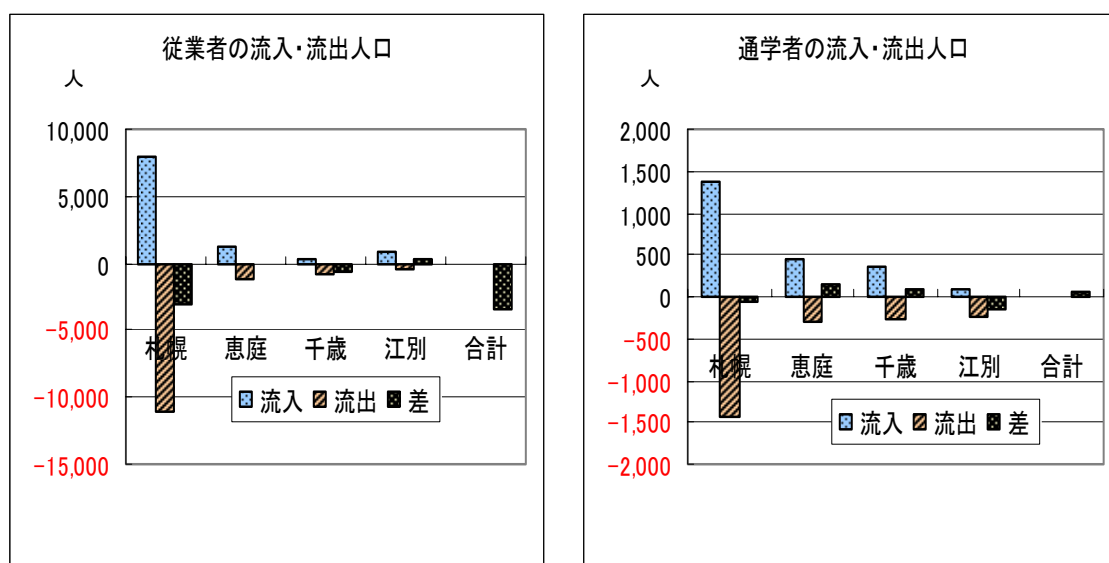 従業者の流入・流出人口
人
10,000
5,000
0
-5,000
-10,000
-15,000
札幌 恵庭 千歳 江別 合計
流入 流出 差
通学者の流入・流出人口
人
2,000
1,500
1,000
500
0
-500
-1,000
-1,500
-2,000
札幌 恵庭 千歳 江別 合計
流入 流出 差